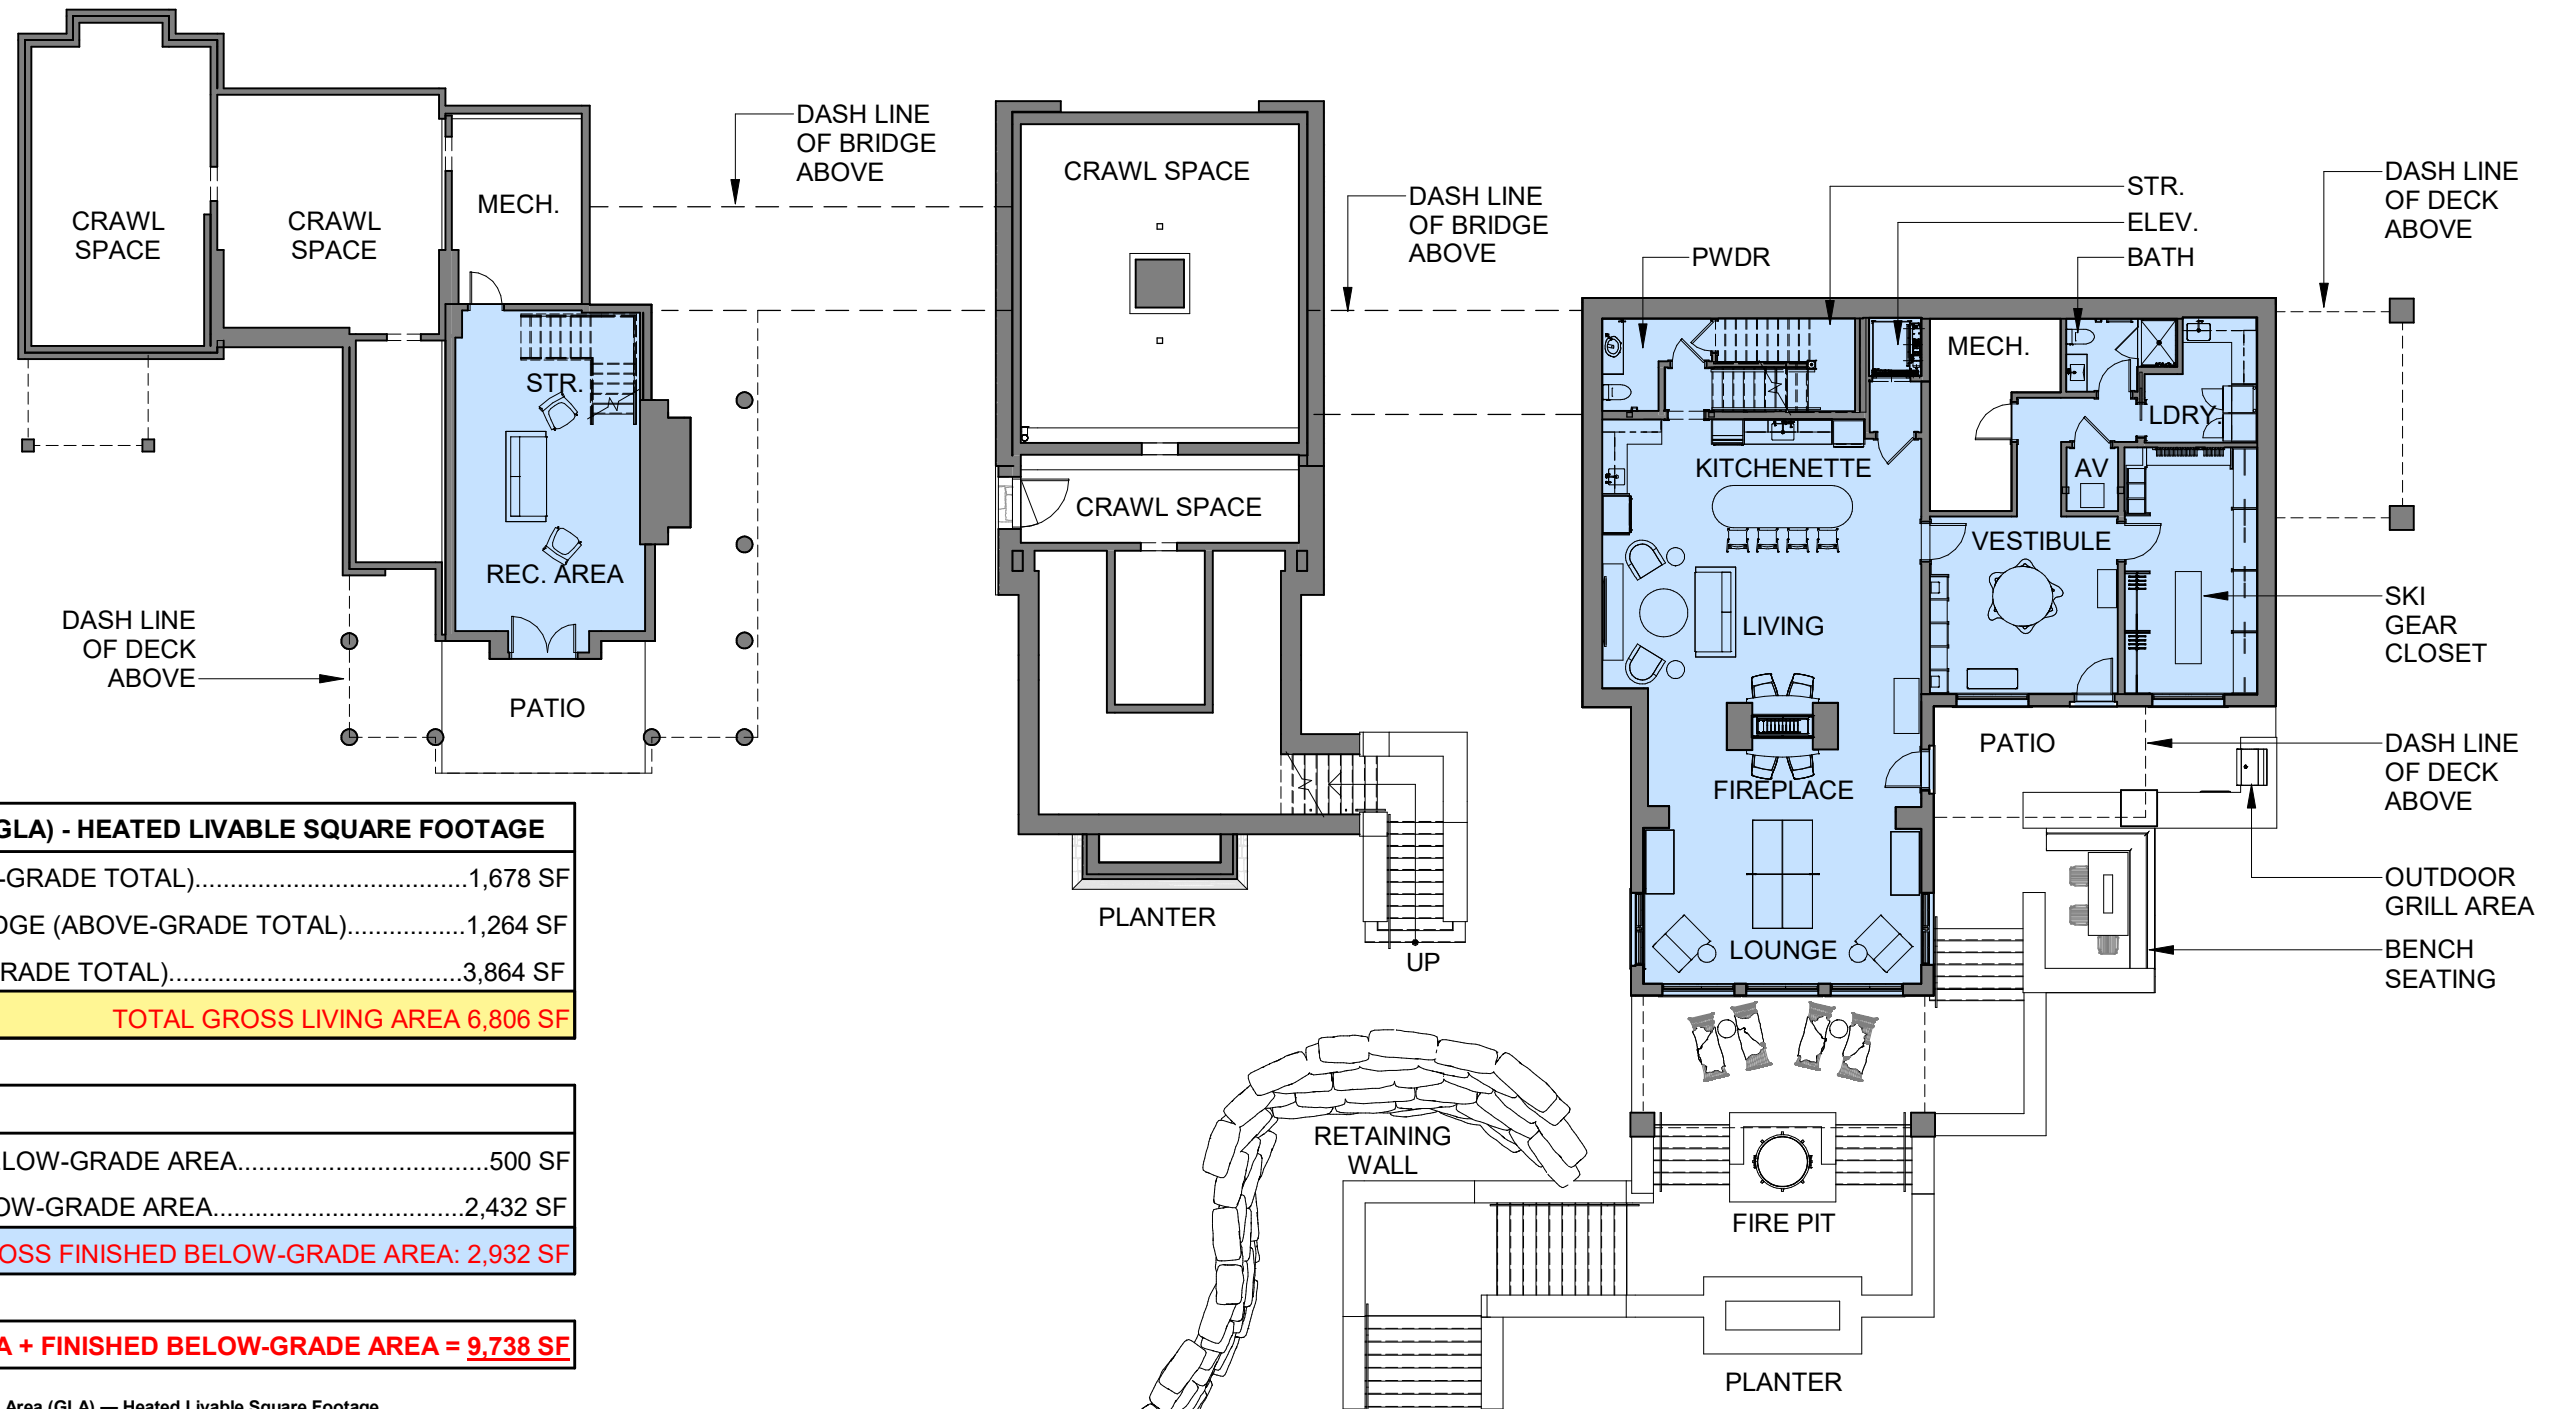 DASH LINE
OF BRIDGE
ABOVE
CRAWL
SPACE
CRAWL
SPACE
MECH.
STR.
REC. AREA
PATIO
DASH LINE
OF DECK
ABOVE
CRAWL SPACE
CRAWL SPACE
PLANTER
UP
DASH LINE
OF BRIDGE
ABOVE
PWDR
STR.
ELEV.
BATH
DASH LINE
OF DECK
ABOVE
MECH.
LDRY
KITCHENETTE
AV
VESTIBULE
LIVING
SKI
GEAR
CLOSET
FIREPLACE
PATIO
DASH LINE
OF DECK
ABOVE
OUTDOOR
GRILL AREA
LOUNGE
BENCH
SEATING
RETAINING
WALL
FIRE PIT
PLANTER
GLA) - HEATED LIVABLE SQUARE FOOTAGE
-GRADE TOTAL).......................................1,678 SF
DGE (ABOVE-GRADE TOTAL).................1,264 SF
RADE TOTAL)..........................................3,864 SF
TOTAL GROSS LIVING AREA 6,806 SF
LOW-GRADE AREA....................................500 SF
OW-GRADE AREA....................................2,432 SF
OSS FINISHED BELOW-GRADE AREA: 2,932 SF
A + FINISHED BELOW-GRADE AREA = 9,738 SF
Area (GLA) — Heated Livable Square Footage